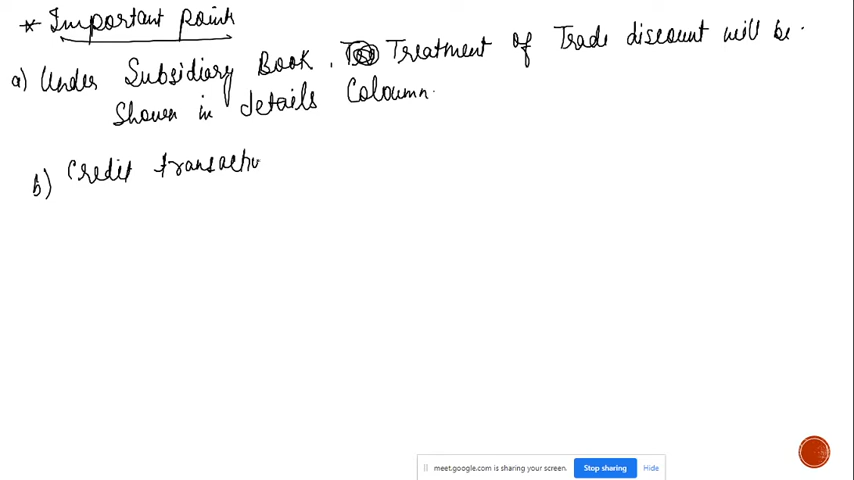 * Important point
a) Under Subsidiary Book. Treatment of Trade discount will be.
Shown in details Coloumn.
b) Credit transactio
meet.google.com is sharing your screen. Stop sharing Hide